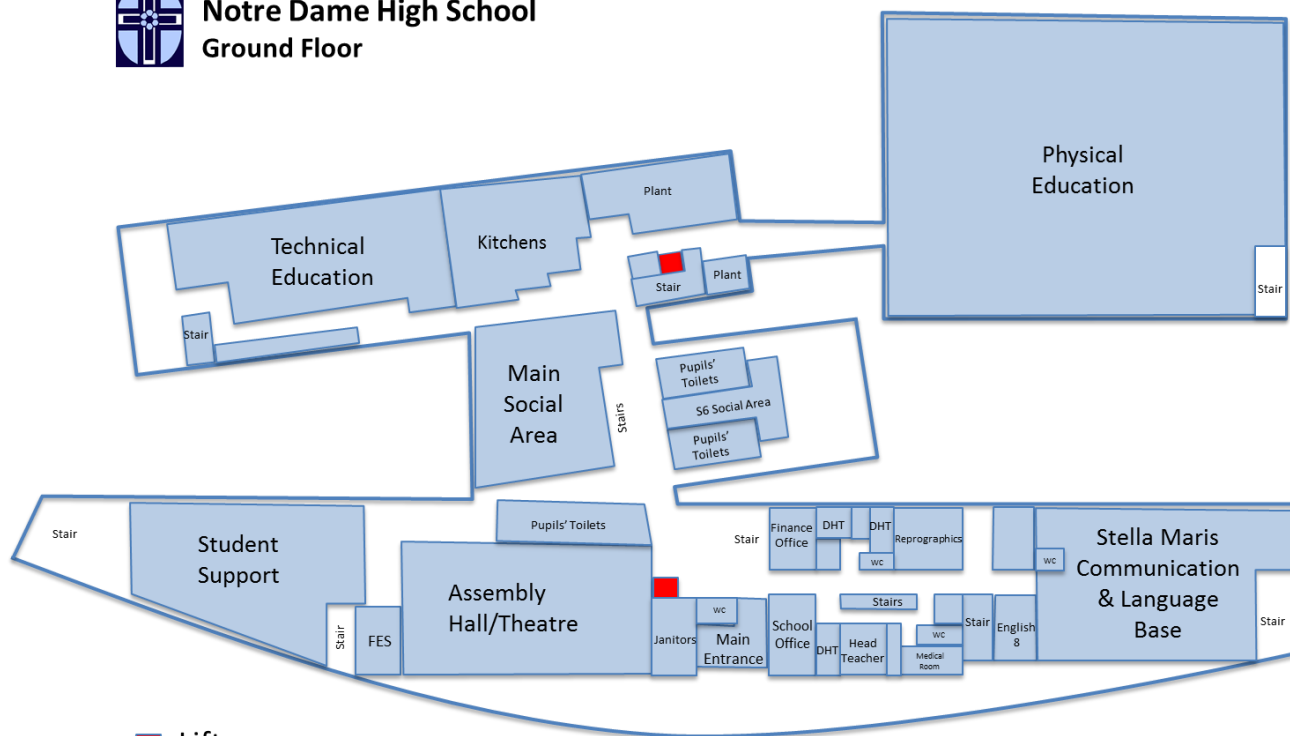 Notre Dame High School
Ground Floor
Physical
Education
Plant
Technical
Education
Kitchens
Plant
Stair
Stair
Stair
Main
Social
Area
Stairs
Pupils'
Toilets
S6 Social Area
Pupils'
Toilets
Stair
Student
Support
Pupils' Toilets
Stair
Finance
Office
DHT
DHT
Reprographics
wc
wc
Stella Maris
Communication
& Language
Base
Assembly
Hall/Theatre
Stair
FES
Janitors
wc
Main
Entrance
School
Office
Stairs
DHT
Head
Teacher
wc
Medical
Room
Stair
English
8
Stair
Lift